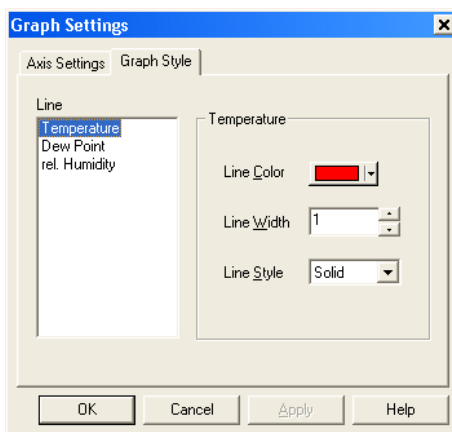 Graph Settings
Axis Settings
Graph Style
Line
Temperature
Dew Point
rel. Humidity
Temperature
Line Color
Line Width
1
Line Style
Solid
OK
Cancel
Apply
Help